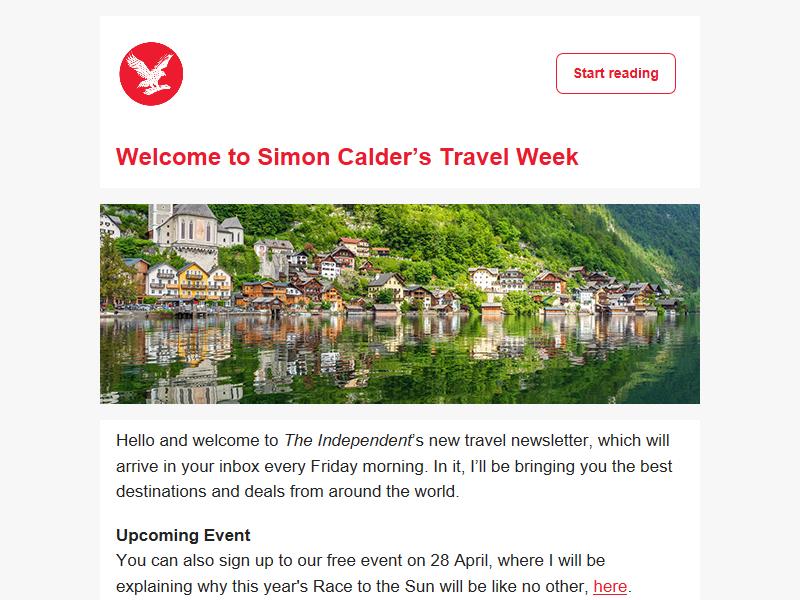 Start reading
Welcome to Simon Calder’s Travel Week
Hello and welcome to The Independent’s new travel newsletter, which will
arrive in your inbox every Friday morning. In it, I’ll be bringing you the best
destinations and deals from around the world.
Upcoming Event
You can also sign up to our free event on 28 April, where I will be
explaining why this year's Race to the Sun will be like no other, here.